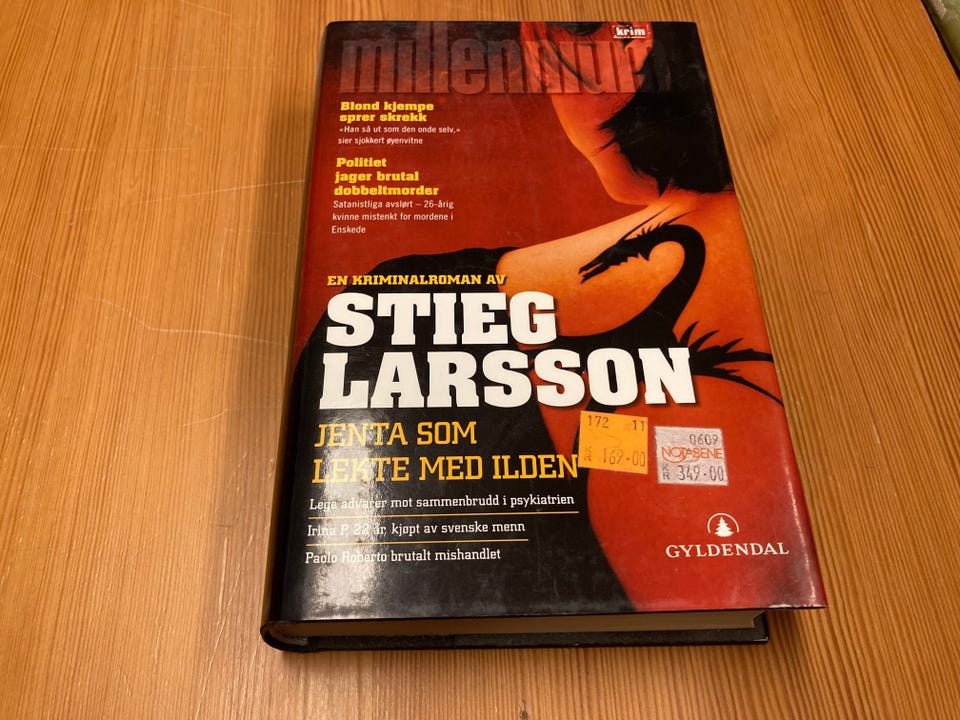 krim
millennium
Blond kjempe
sprer skrekk
«Han så ut som den onde selv,»
sier sjokkert øyenvitne
Politiet
jager brutal
dobbeltmorder
Satanistliga avslørt – 26-årig
kvinne mistenkt for mordene i
Enskede
EN KRIMINALROMAN AV
STIEG
LARSSON
JENTA SOM
LEKTE MED ILDEN
172 11
KR 169·00
0609
NOTABENE
KR 349·00
Lege advarer mot sammenbrudd i psykiatrien
Irina P, 22 år, kjøpt av svenske menn
Paolo Roberto brutalt mishandlet
GYLDENDAL